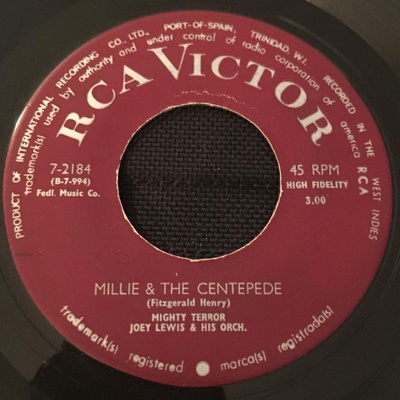 PRODUCT OF INTERNATIONAL RECORDING CO., LTD., PORT-OF-SPAIN, TRINIDAD, W.I. RECORDED IN THE WEST INDIES
trademark(s) used by authority and under control of radio corporation of america RCA
RCA VICTOR
7-2184
(B-7-994)
Fedl. Music Co.
45 RPM
HIGH FIDELITY
3.00
MILLIE & THE CENTEPEDE
(Fitzgerald Henry)
MIGHTY TERROR
JOEY LEWIS & HIS ORCH.
trademark(s) registered • marca(s) registrada(s)